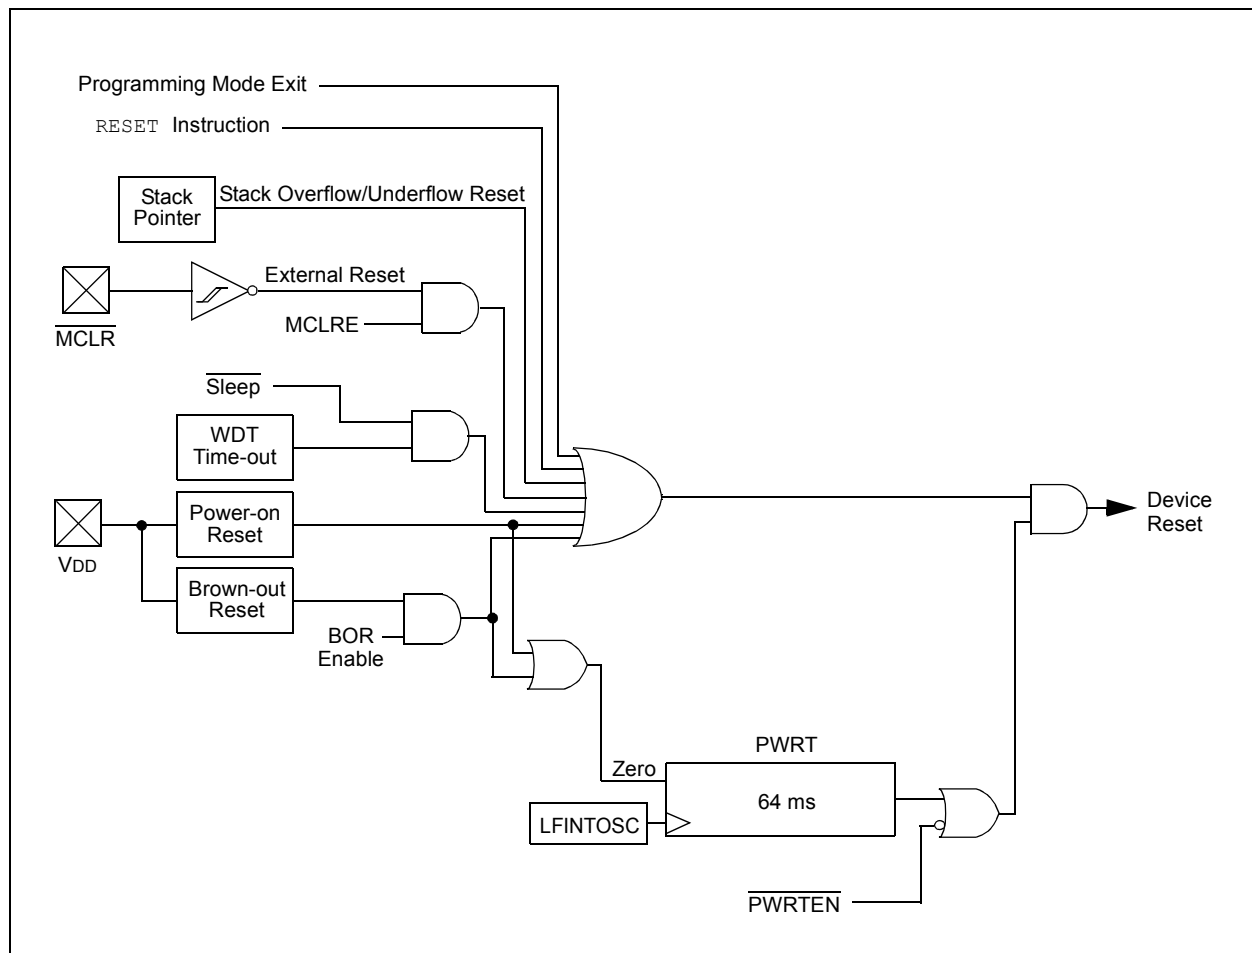 Programming Mode Exit
RESET Instruction
Stack
Pointer
Stack Overflow/Underflow Reset
External Reset
MCLR
MCLRE
Sleep
WDT
Time-out
VDD
Power-on
Reset
Brown-out
Reset
BOR
Enable
Device
Reset
PWRT
Zero
64 ms
LFINTOSC
PWRTEN